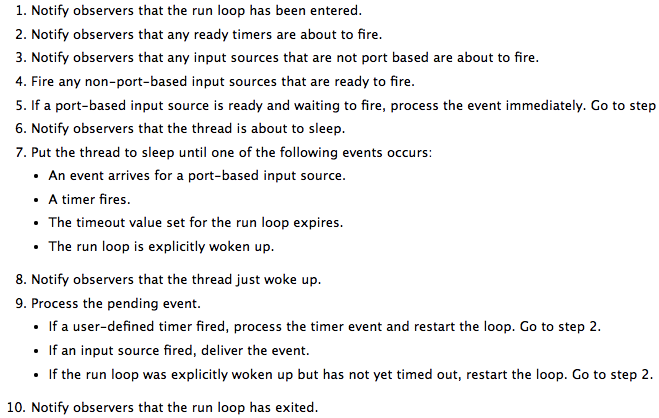 1. Notify observers that the run loop has been entered.
2. Notify observers that any ready timers are about to fire.
3. Notify observers that any input sources that are not port based are about to fire.
4. Fire any non-port-based input sources that are ready to fire.
5. If a port-based input source is ready and waiting to fire, process the event immediately. Go to step
6. Notify observers that the thread is about to sleep.
7. Put the thread to sleep until one of the following events occurs:
• An event arrives for a port-based input source.
• A timer fires.
• The timeout value set for the run loop expires.
• The run loop is explicitly woken up.
8. Notify observers that the thread just woke up.
9. Process the pending event.
• If a user-defined timer fired, process the timer event and restart the loop. Go to step 2.
• If an input source fired, deliver the event.
• If the run loop was explicitly woken up but has not yet timed out, restart the loop. Go to step 2.
10. Notify observers that the run loop has exited.